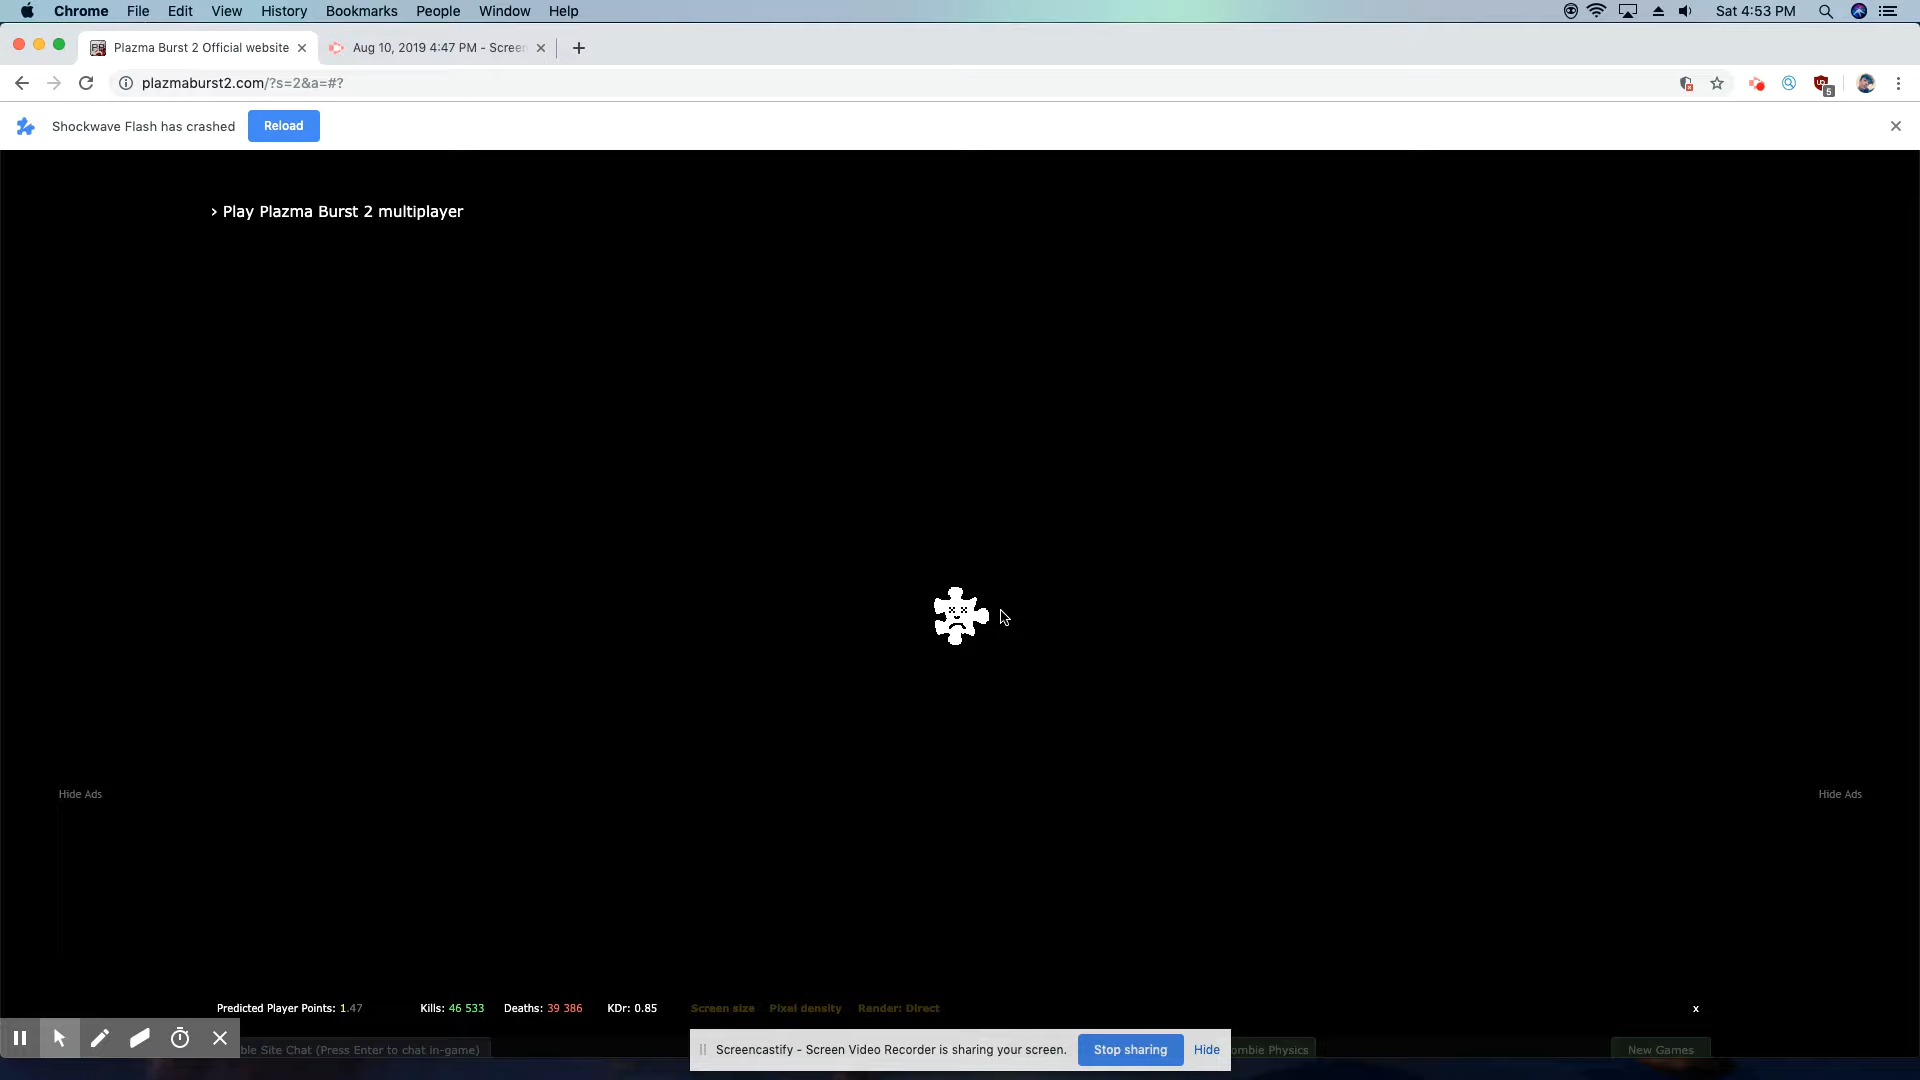 Chrome File Edit View History Bookmarks People Window Help Sat 4:53 PM
Plazma Burst 2 Official website Aug 10, 2019 4:47 PM - Screen
plazmaburst2.com/?s=2&a=#? 5
Shockwave Flash has crashed Reload
› Play Plazma Burst 2 multiplayer
Hide Ads Hide Ads
Predicted Player Points: 1.47 Kills: 46 533 Deaths: 39 386 KDr: 0.85 Screen size Pixel density Render: Direct x
ble Site Chat (Press Enter to chat in-game) Screencastify - Screen Video Recorder is sharing your screen. Stop sharing Hide ombie Physics New Games